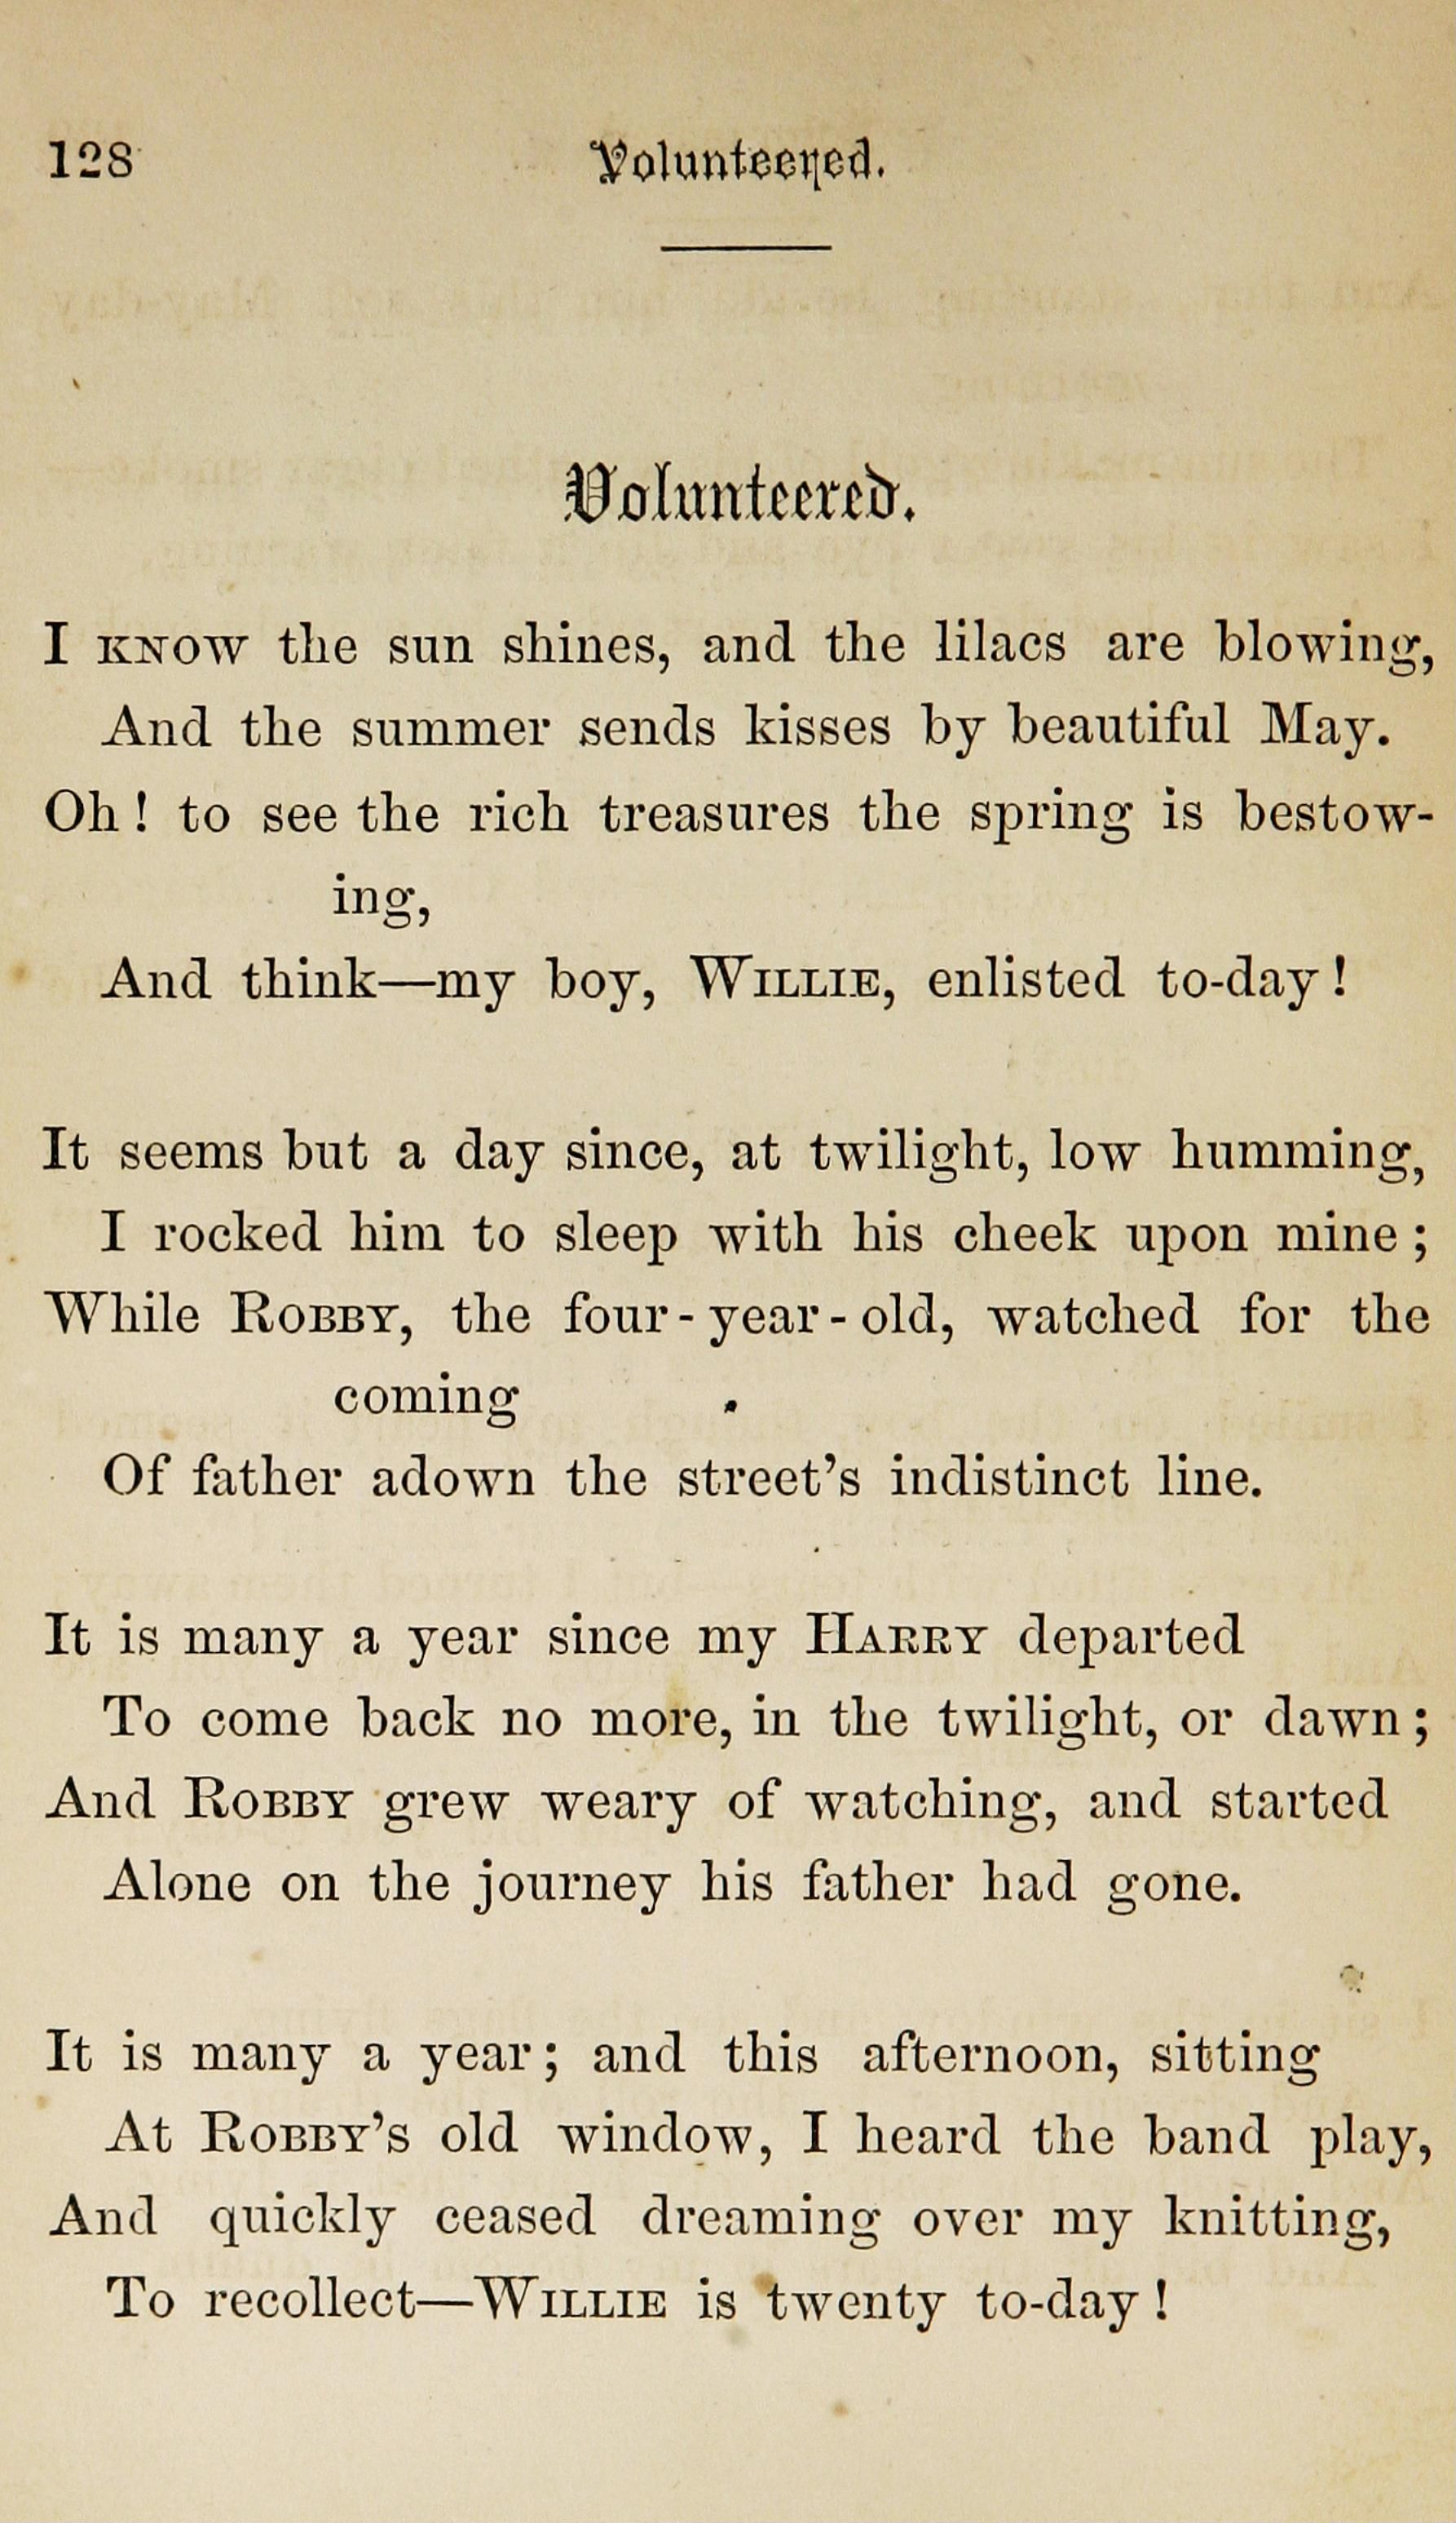 128 Volunteered.
Volunteered.
I KNOW the sun shines, and the lilacs are blowing,
And the summer sends kisses by beautiful May.
Oh! to see the rich treasures the spring is bestow-
ing,
And think—my boy, WILLIE, enlisted to-day!
It seems but a day since, at twilight, low humming,
I rocked him to sleep with his cheek upon mine;
While ROBBY, the four-year-old, watched for the
coming
Of father adown the street's indistinct line.
It is many a year since my HARRY departed
To come back no more, in the twilight, or dawn;
And ROBBY grew weary of watching, and started
Alone on the journey his father had gone.
It is many a year; and this afternoon, sitting
At ROBBY'S old window, I heard the band play,
And quickly ceased dreaming over my knitting,
To recollect—WILLIE is twenty to-day!